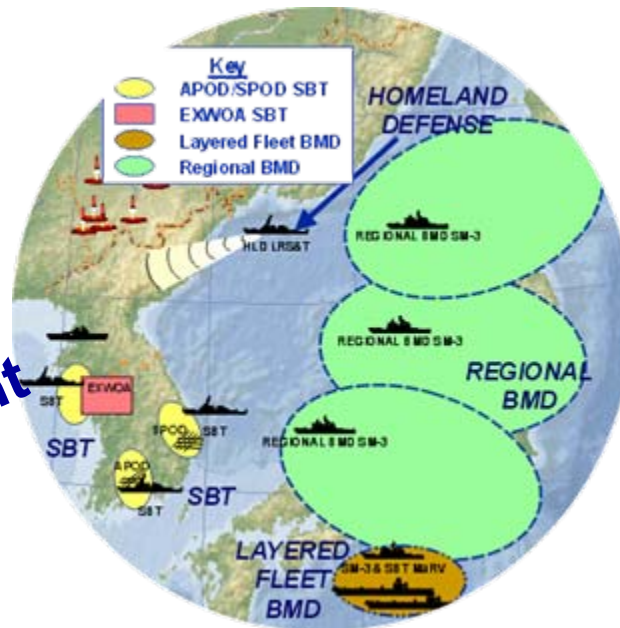 Key
APOD/SPOD SBT
EXWOA SBT
Layered Fleet BMD
Regional BMD
HOMELAND
DEFENSE
REGIONAL BMD SM-3
HLD LRS&T
REGIONAL BMD SM-3
REGIONAL
BMD
EXWOA
SBT
SPOD
SBT
REGIONAL BMD SM-3
SBT
APOD
SBT
SBT
LAYERED
FLEET
BMD
SM-3 & SBT MaRV